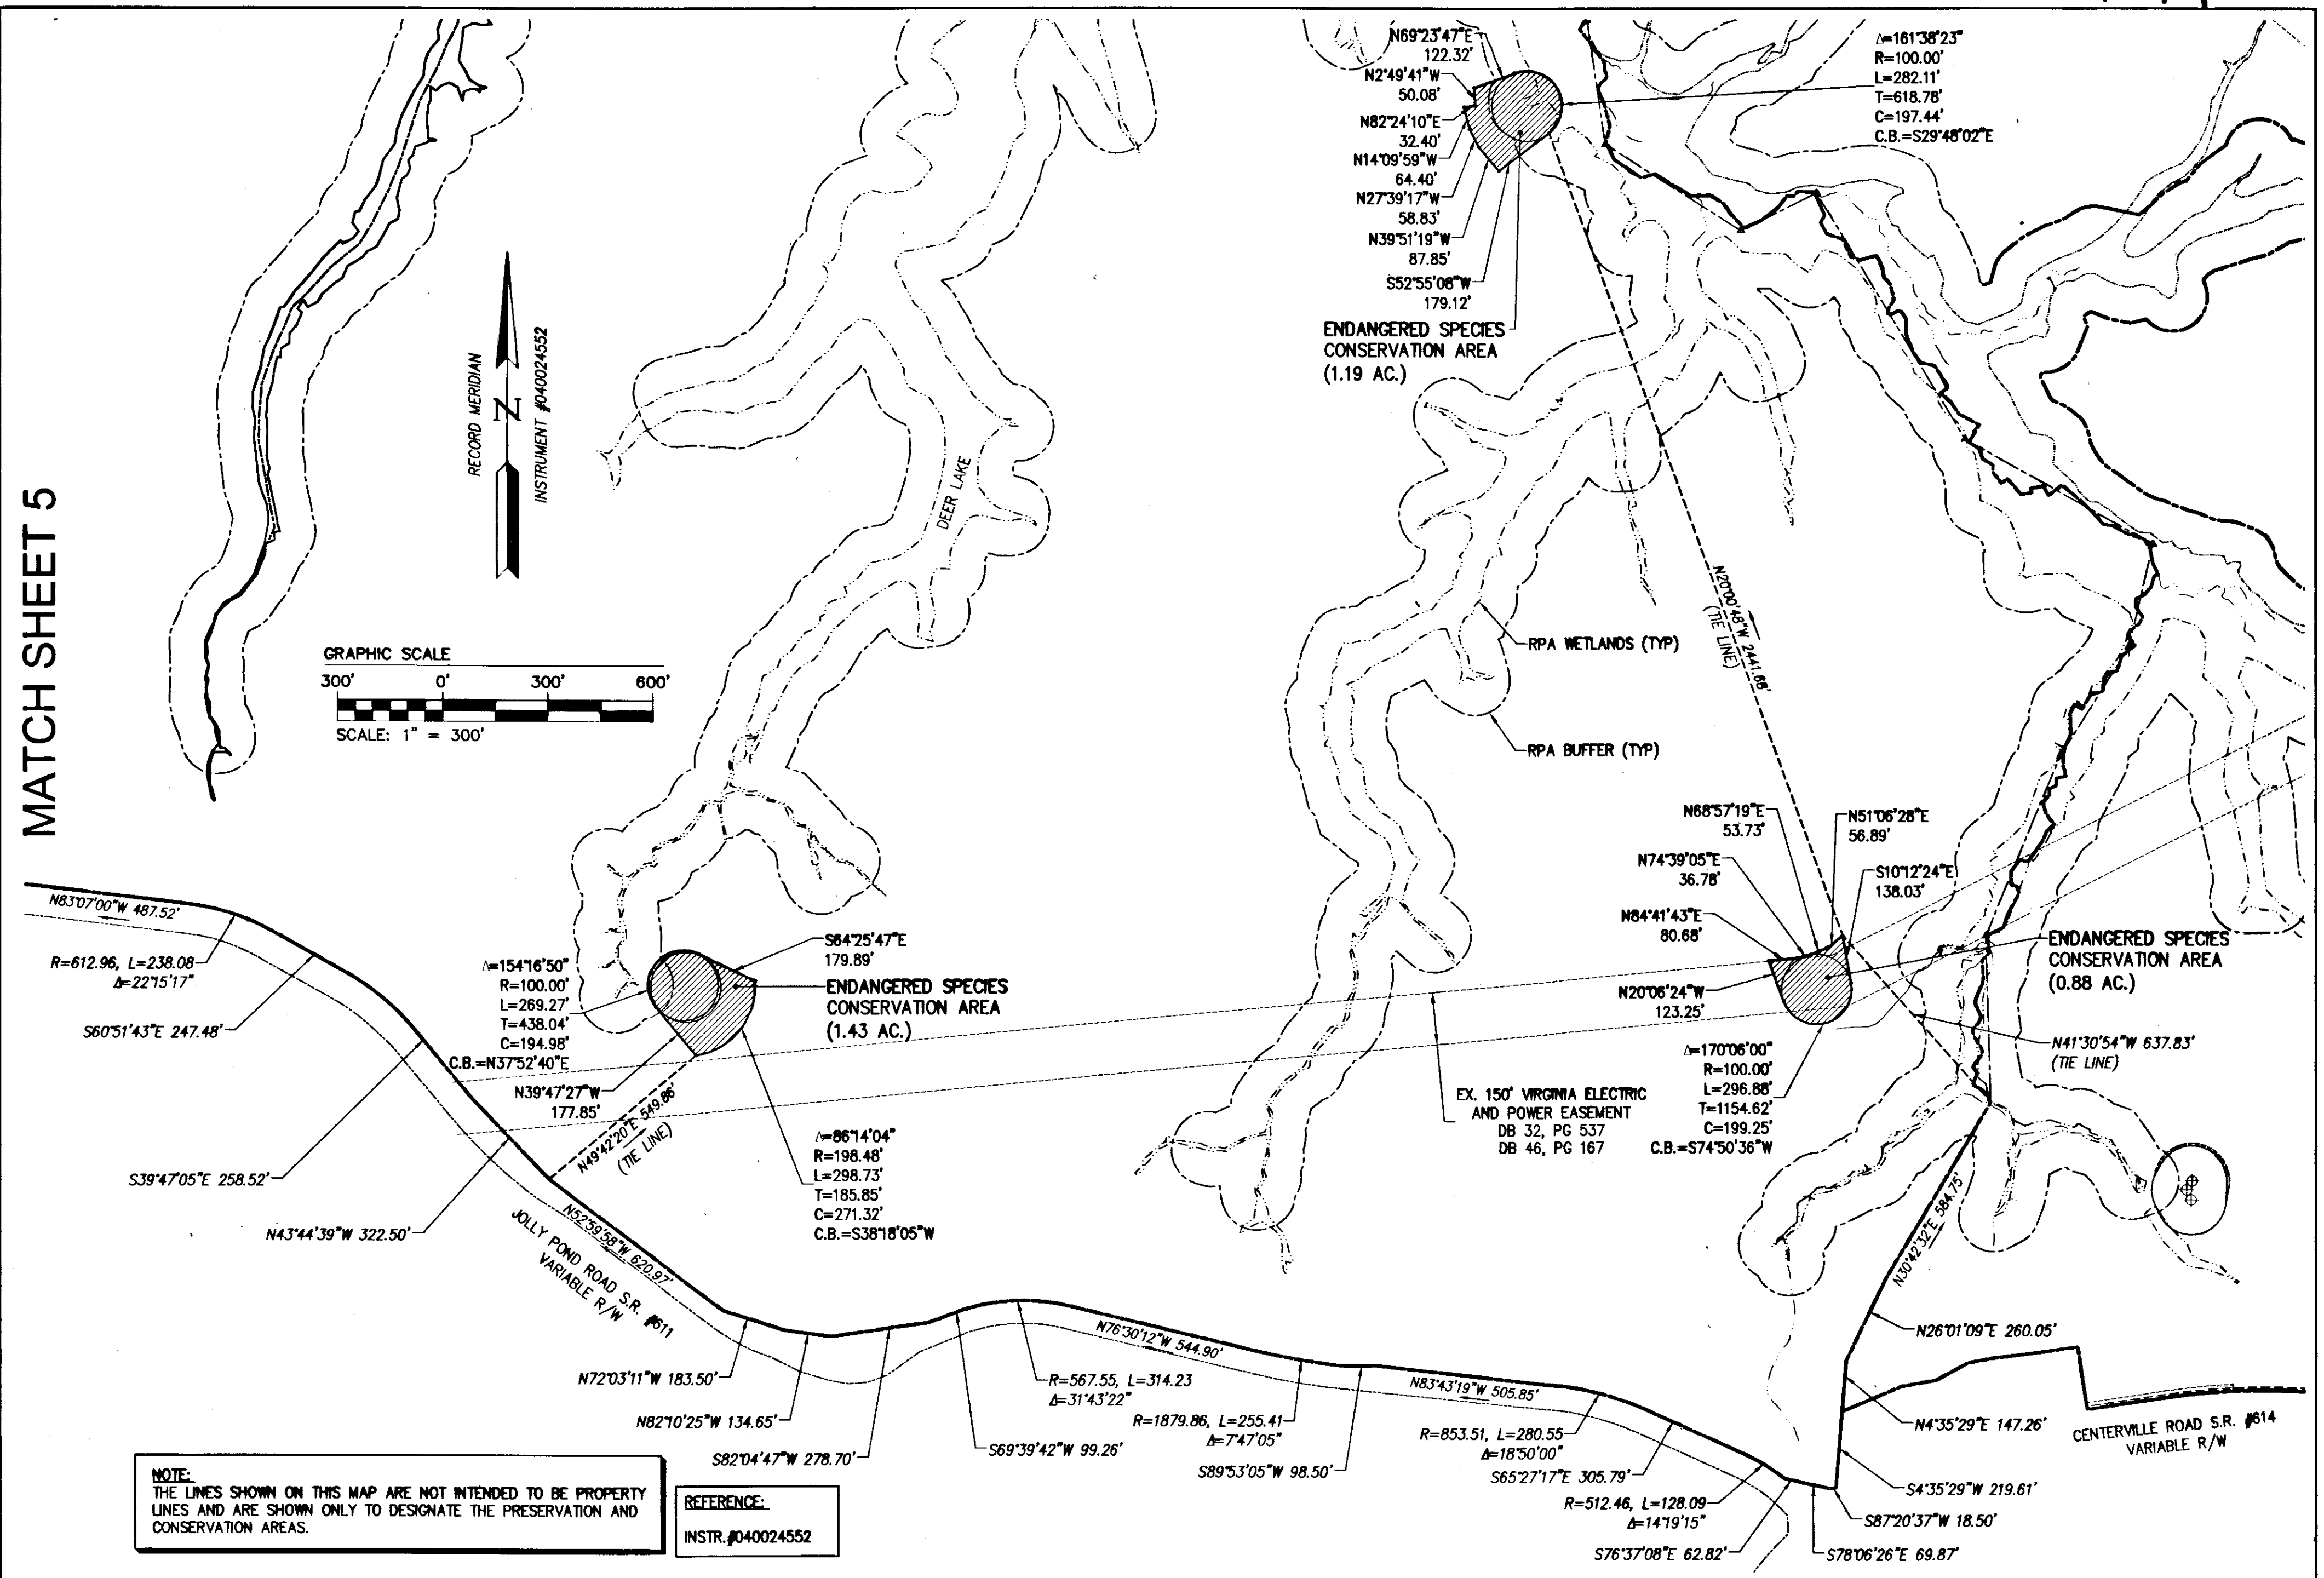 MATCH SHEET 5
RECORD MERIDIAN
N
INSTRUMENT #040024552
GRAPHIC SCALE
300' 0' 300' 600'
SCALE: 1" = 300'
DEER LAKE
N69°23'47"E
122.32'
N2°49'41"W
50.08'
N82°24'10"E
32.40'
N14°09'59"W
64.40'
N27°39'17"W
58.83'
N39°51'19"W
87.85'
S52°55'08"W
179.12'
ENDANGERED SPECIES
CONSERVATION AREA
(1.19 AC.)
Δ=161°38'23"
R=100.00'
L=282.11'
T=618.78'
C=197.44'
C.B.=S29°48'02"E
N20°00'48"W 2441.68'
(TIE LINE)
RPA WETLANDS (TYP)
RPA BUFFER (TYP)
N68°57'19"E
53.73'
N51°06'28"E
56.89'
N74°39'05"E
36.78'
S10°12'24"E
138.03'
N84°41'43"E
80.68'
N20°06'24"W
123.25'
ENDANGERED SPECIES
CONSERVATION AREA
(0.88 AC.)
N41°30'54"W 637.83'
(TIE LINE)
Δ=170°06'00"
R=100.00'
L=296.88'
T=1154.62'
C=199.25'
C.B.=S74°50'36"W
EX. 150' VIRGINIA ELECTRIC
AND POWER EASEMENT
DB 32, PG 537
DB 46, PG 167
S64°25'47"E
179.89'
ENDANGERED SPECIES
CONSERVATION AREA
(1.43 AC.)
Δ=154°16'50"
R=100.00'
L=269.27'
T=438.04'
C=194.98'
C.B.=N37°52'40"E
N39°47'27"W
177.85'
N49°42'20"E 549.86'
(TIE LINE)
Δ=86°14'04"
R=198.48'
L=298.73'
T=185.85'
C=271.32'
C.B.=S38°18'05"W
N83°07'00"W 487.52'
R=612.96, L=238.08
Δ=22°15'17"
S60°51'43"E 247.48'
S39°47'05"E 258.52'
N43°44'39"W 322.50'
N52°59'58"W 620.97'
JOLLY POND ROAD S.R. #611
VARIABLE R/W
N72°03'11"W 183.50'
N82°10'25"W 134.65'
S82°04'47"W 278.70'
S69°39'42"W 99.26'
R=567.55, L=314.23
Δ=31°43'22"
N76°30'12"W 544.90'
R=1879.86, L=255.41
Δ=7°47'05"
S89°53'05"W 98.50'
N83°43'19"W 505.85'
R=853.51, L=280.55
Δ=18°50'00"
S65°27'17"E 305.79'
R=512.46, L=128.09
Δ=14°19'15"
S76°37'08"E 62.82'
S78°06'26"E 69.87'
S87°20'37"W 18.50'
S4°35'29"W 219.61'
N4°35'29"E 147.26'
N26°01'09"E 260.05'
N30°42'32"E 584.75'
CENTERVILLE ROAD S.R. #614
VARIABLE R/W
NOTE:
THE LINES SHOWN ON THIS MAP ARE NOT INTENDED TO BE PROPERTY
LINES AND ARE SHOWN ONLY TO DESIGNATE THE PRESERVATION AND
CONSERVATION AREAS.
REFERENCE:
INSTR.#040024552